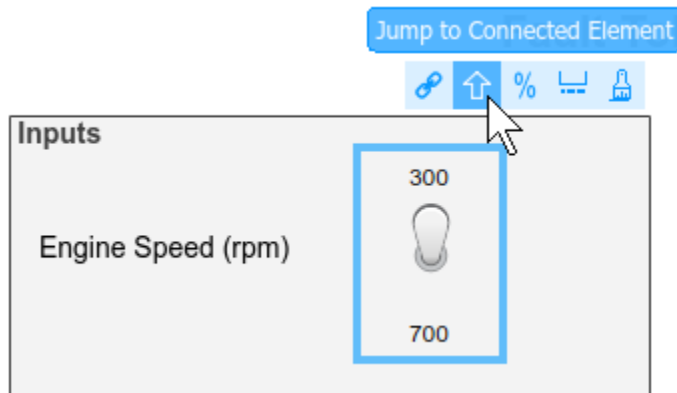 Jump to Connected Element
%
Inputs
300
Engine Speed (rpm)
700